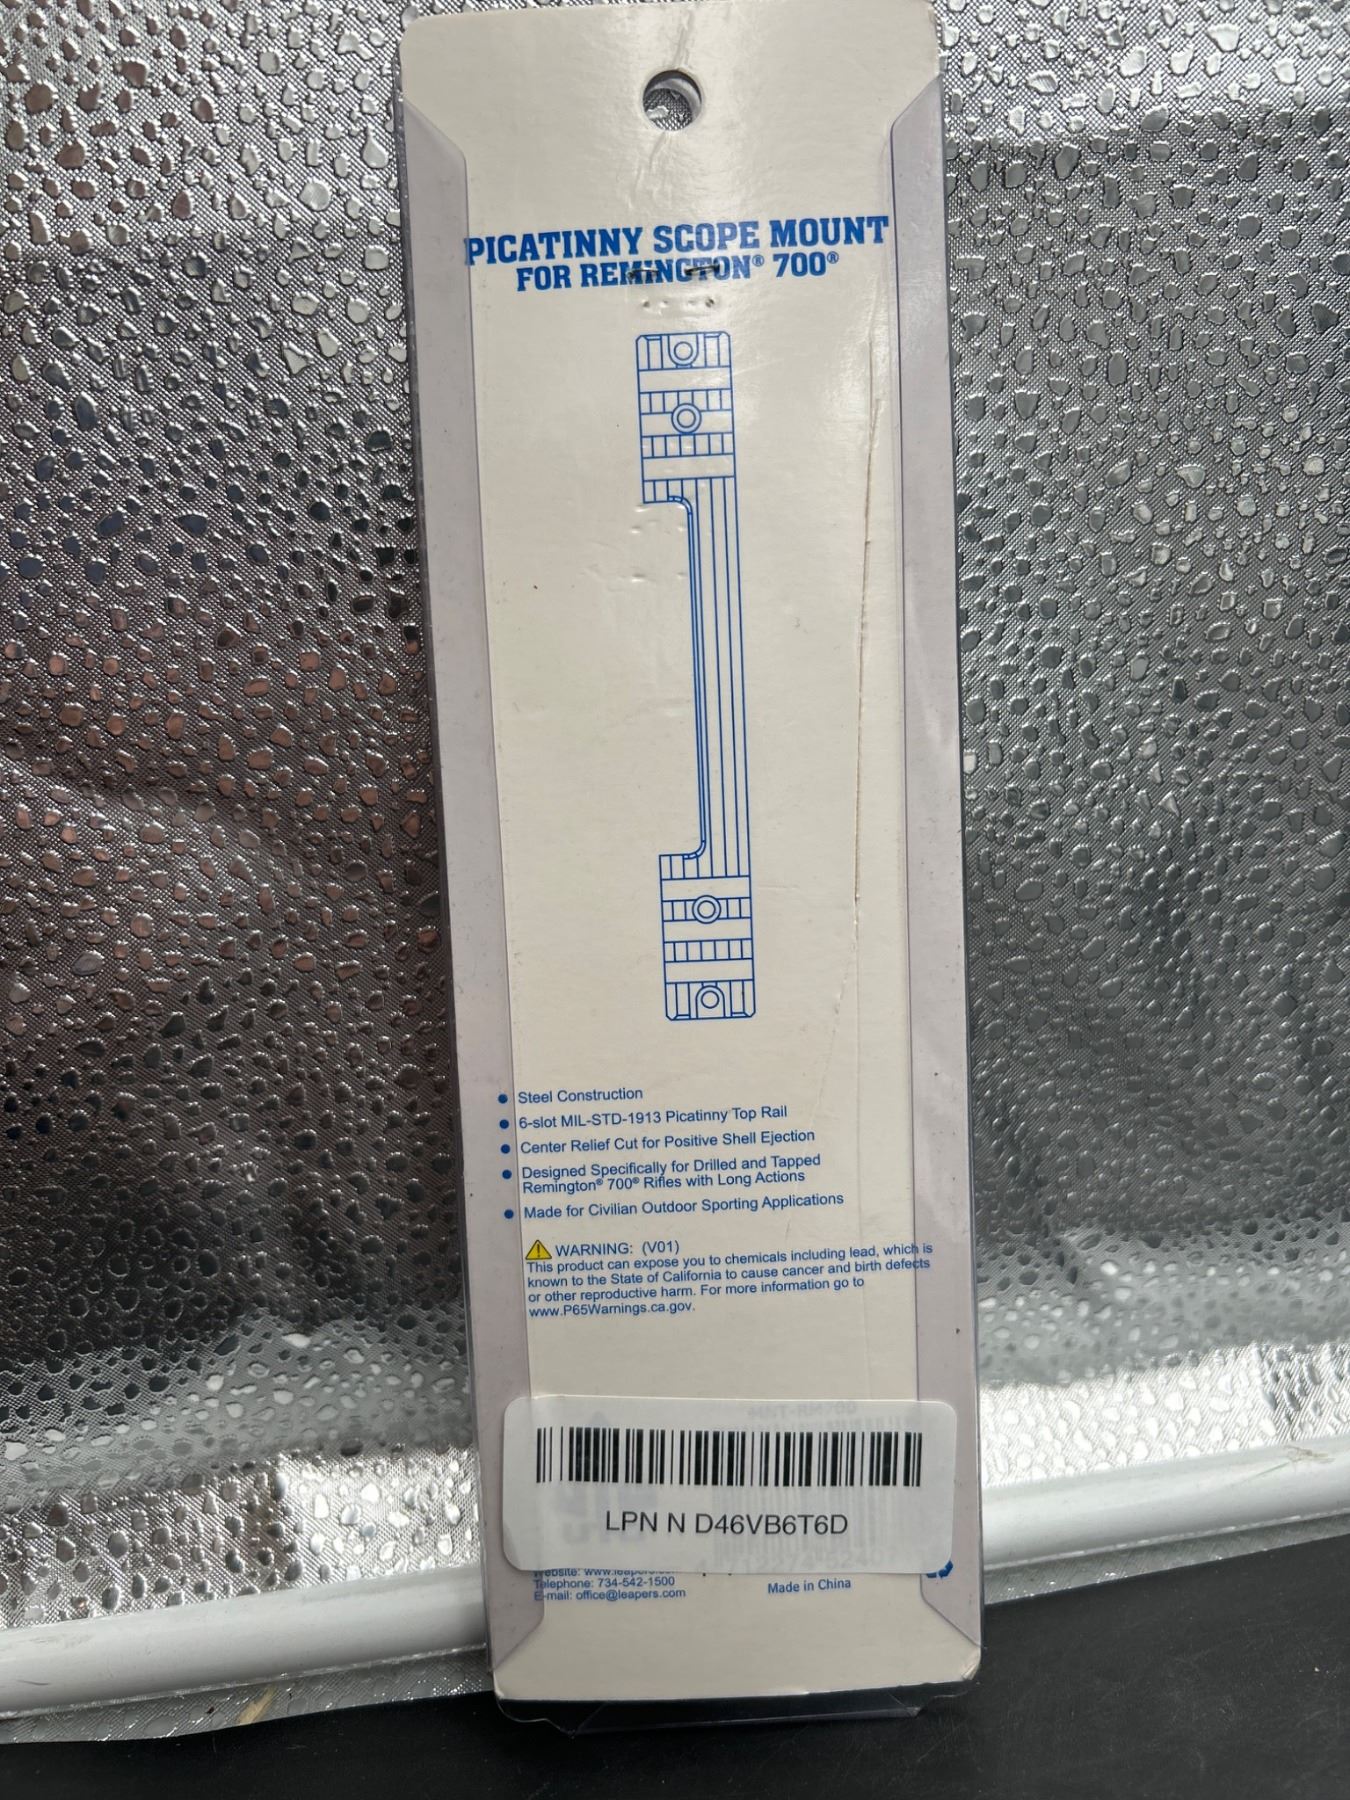 PICATINNY SCOPE MOUNT
FOR REMINGTON® 700®
• Steel Construction
• 6-slot MIL-STD-1913 Picatinny Top Rail
• Center Relief Cut for Positive Shell Ejection
• Designed Specifically for Drilled and Tapped
Remington® 700® Rifles with Long Actions
• Made for Civilian Outdoor Sporting Applications
WARNING: (V01)
This product can expose you to chemicals including lead, which is
known to the State of California to cause cancer and birth defects
or other reproductive harm. For more information go to
www.P65Warnings.ca.gov.
LPN N D46VB6T6D
Website:
Telephone: 734-542-1500
E-mail: office@leapers.com
Made in China